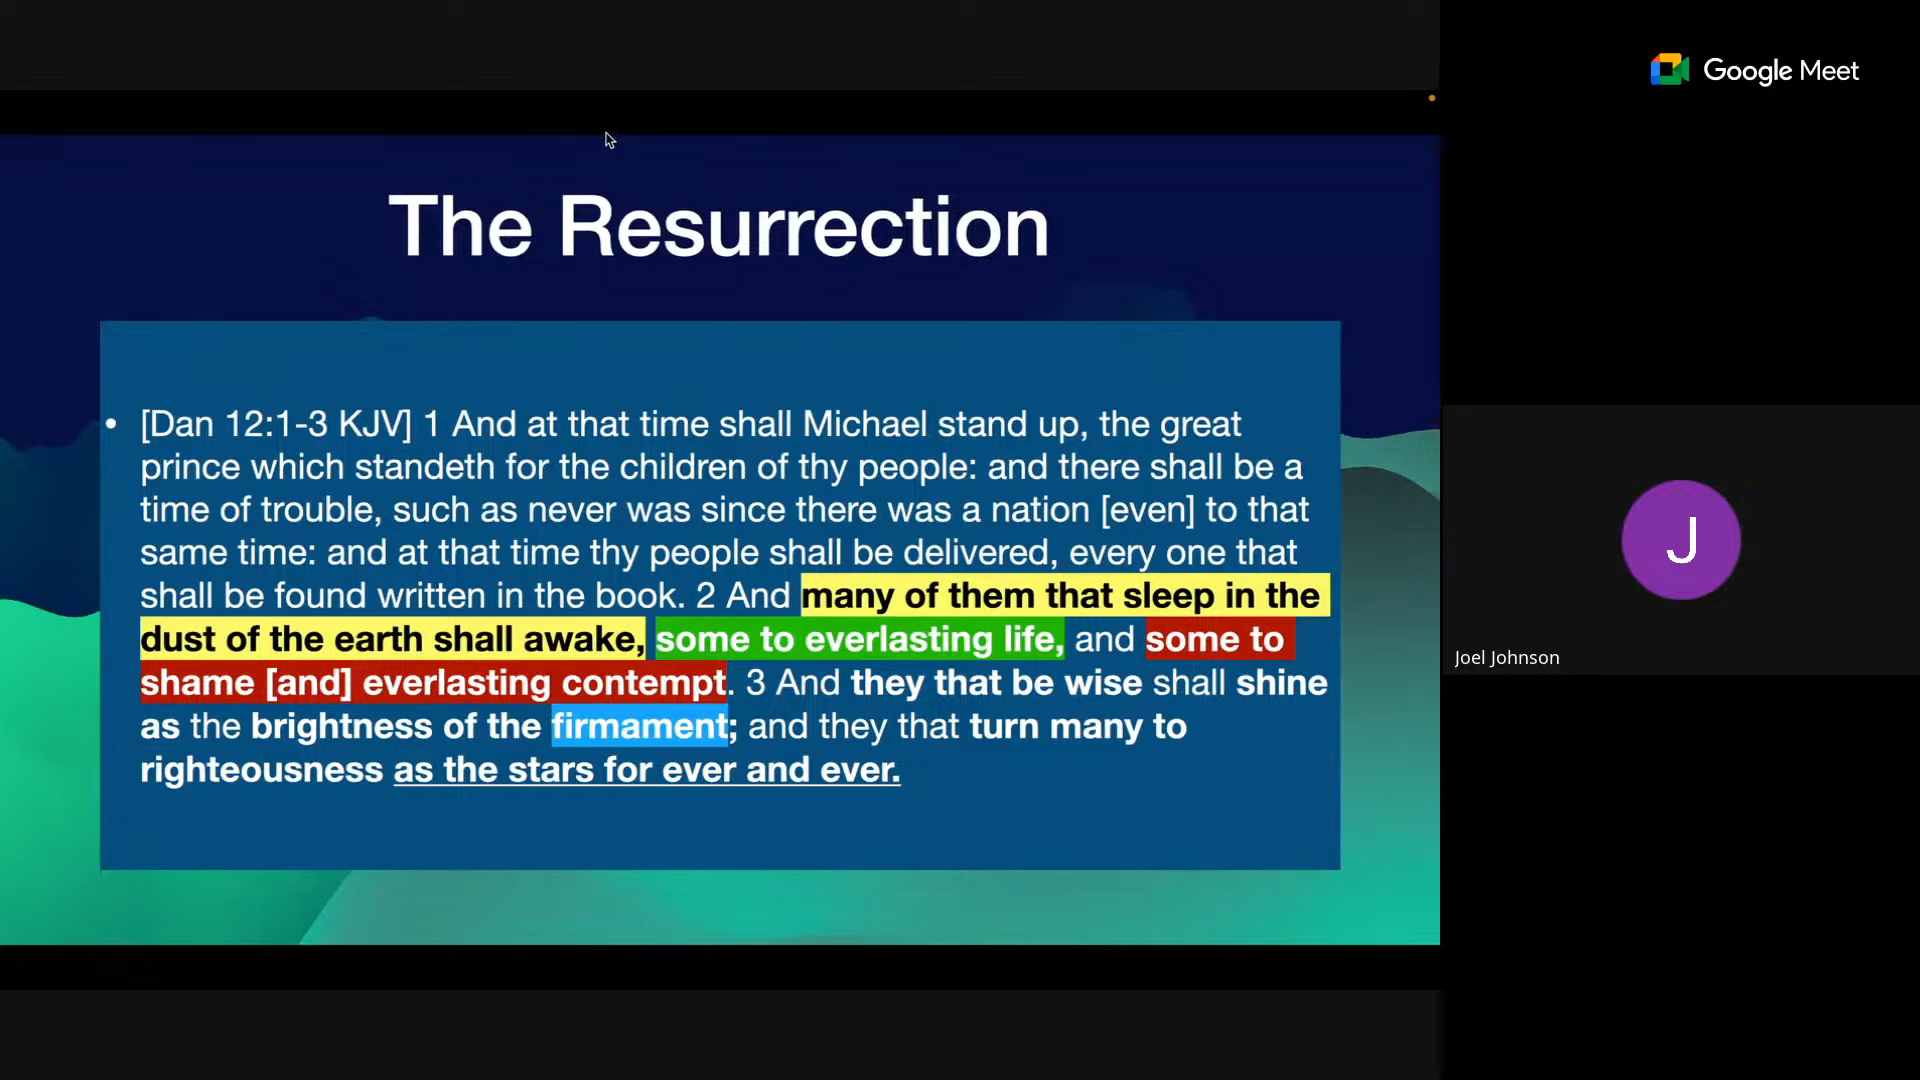 Google Meet
The Resurrection
• [Dan 12:1-3 KJV] 1 And at that time shall Michael stand up, the great
prince which standeth for the children of thy people: and there shall be a
time of trouble, such as never was since there was a nation [even] to that
same time: and at that time thy people shall be delivered, every one that
shall be found written in the book. 2 And many of them that sleep in the
dust of the earth shall awake, some to everlasting life, and some to
shame [and] everlasting contempt. 3 And they that be wise shall shine
as the brightness of the firmament; and they that turn many to
righteousness as the stars for ever and ever.
J
Joel Johnson